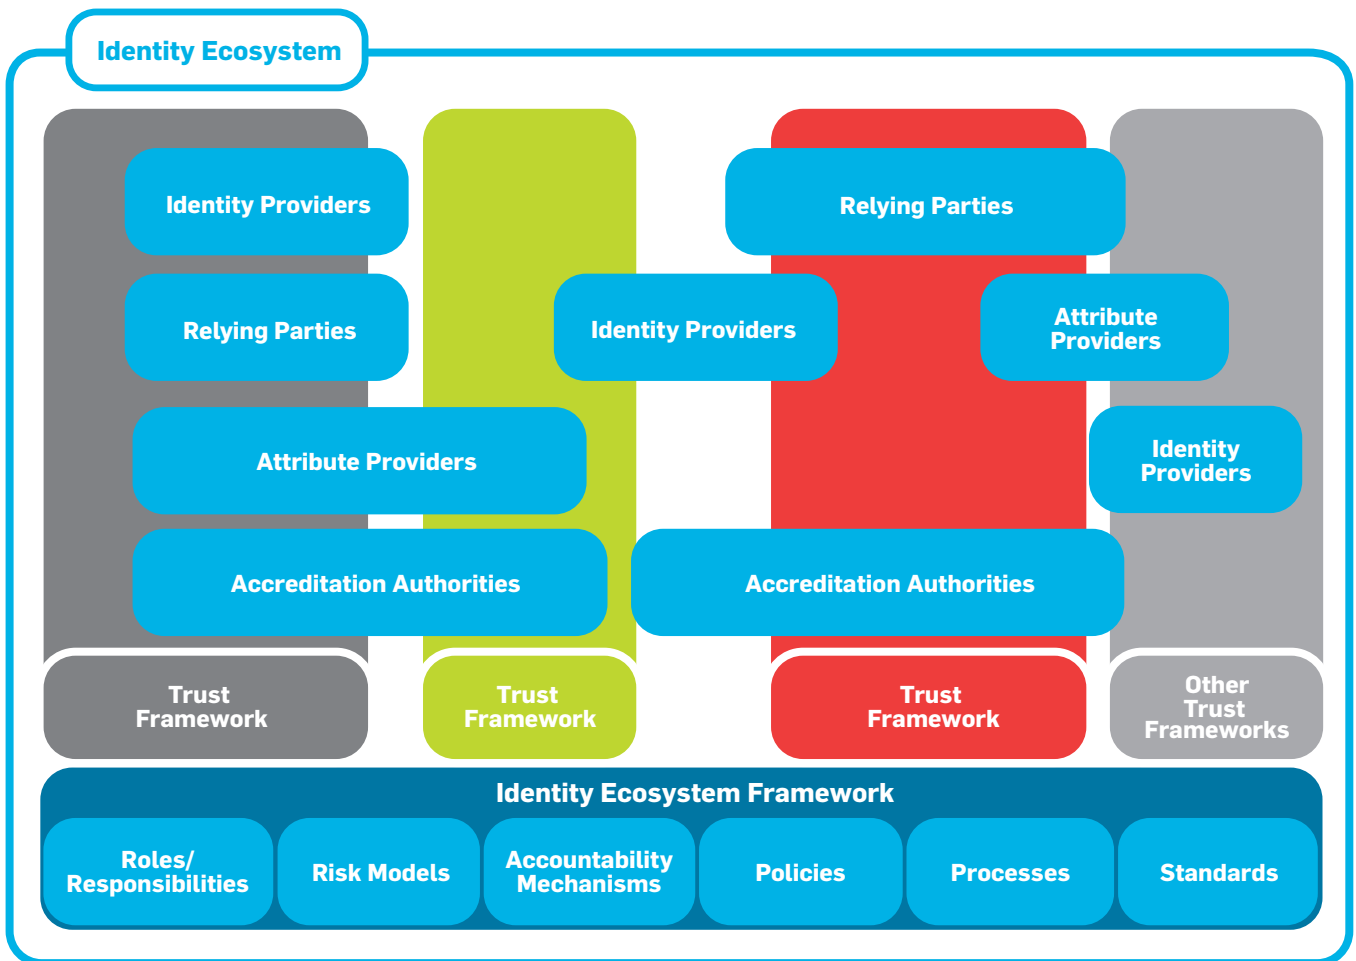 Identity Ecosystem
Identity Providers
Relying Parties
Relying Parties
Identity Providers
Attribute
Providers
Attribute Providers
Identity
Providers
Accreditation Authorities
Accreditation Authorities
Trust
Framework
Trust
Framework
Trust
Framework
Other
Trust
Frameworks
Identity Ecosystem Framework
Roles/
Responsibilities
Risk Models
Accountability
Mechanisms
Policies
Processes
Standards